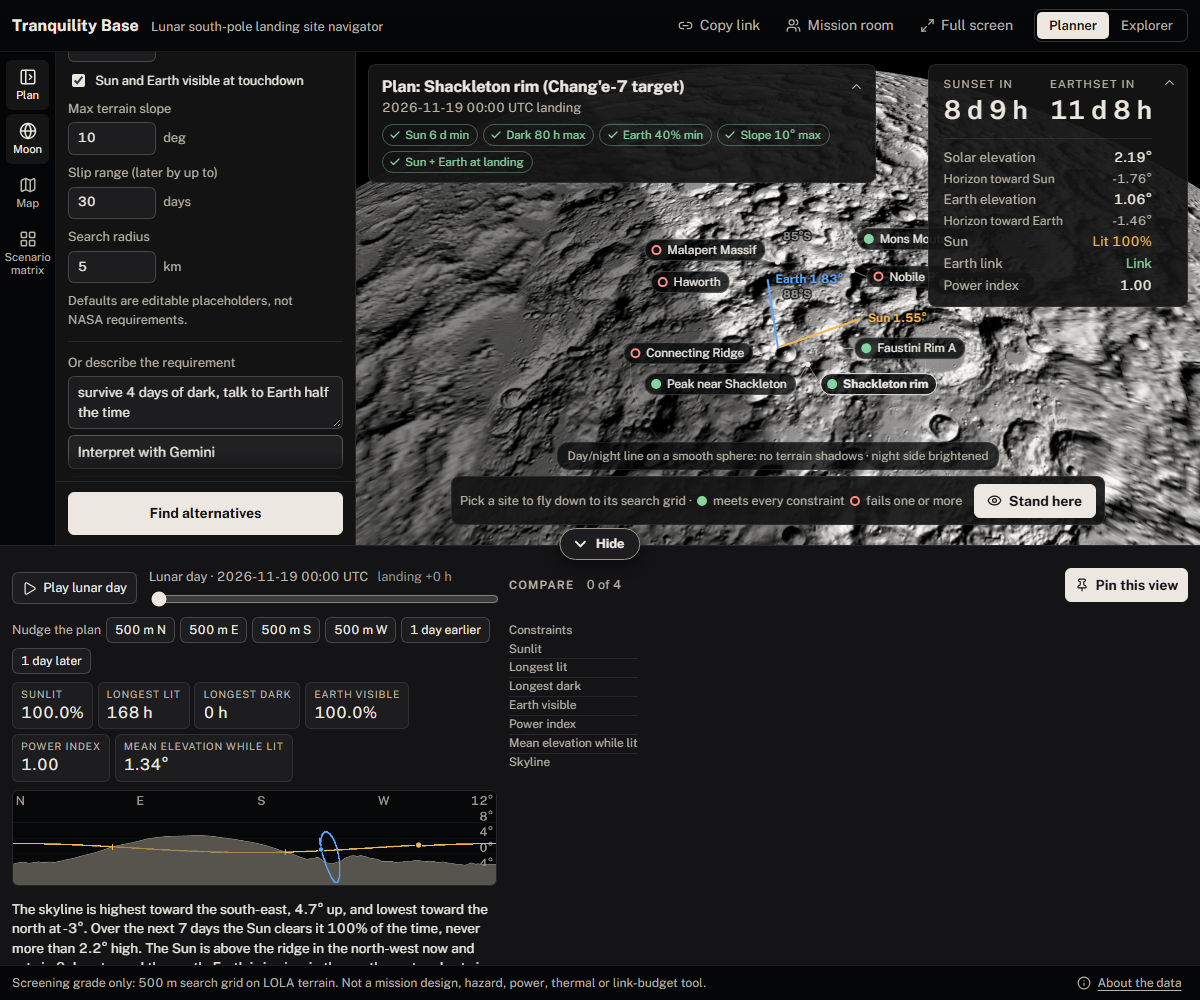 Tranquility Base Lunar south-pole landing site navigator
Copy link Mission room Full screen Planner Explorer
Plan
Moon
Map
Scenario
matrix
Sun and Earth visible at touchdown
Max terrain slope
10 deg
Slip range (later by up to)
30 days
Search radius
5 km
Defaults are editable placeholders, not
NASA requirements.
Or describe the requirement
survive 4 days of dark, talk to Earth half
the time
Interpret with Gemini
Find alternatives
Plan: Shackleton rim (Chang'e-7 target)
2026-11-19 00:00 UTC landing
Sun 6 d min Dark 80 h max Earth 40% min Slope 10° max
Sun + Earth at landing
SUNSET IN EARTHSET IN
8 d 9 h 11 d 8 h
Solar elevation 2.19°
Horizon toward Sun -1.76°
Earth elevation 1.06°
Horizon toward Earth -1.46°
Sun Lit 100%
Earth link Link
Power index 1.00
85°S
Mons Mou
Malapert Massif
Earth 1.83°
Nobile
Haworth
88°S
Sun 1.55°
Connecting Ridge
Faustini Rim A
Peak near Shackleton
Shackleton rim
Day/night line on a smooth sphere: no terrain shadows · night side brightened
Pick a site to fly down to its search grid · meets every constraint fails one or more Stand here
Hide
Play lunar day
Lunar day · 2026-11-19 00:00 UTC landing +0 h
Nudge the plan 500 m N 500 m E 500 m S 500 m W 1 day earlier
1 day later
SUNLIT LONGEST LIT LONGEST DARK EARTH VISIBLE
100.0% 168 h 0 h 100.0%
POWER INDEX MEAN ELEVATION WHILE LIT
1.00 1.34°
N E S W 12°
8°
4°
0°
4°
The skyline is highest toward the south-east, 4.7° up, and lowest toward the
north at -3°. Over the next 7 days the Sun clears it 100% of the time, never
more than 2.2° high. The Sun is above the ridge in the north-west now and
COMPARE 0 of 4
Pin this view
Constraints
Sunlit
Longest lit
Longest dark
Earth visible
Power index
Mean elevation while lit
Skyline
Screening grade only: 500 m search grid on LOLA terrain. Not a mission design, hazard, power, thermal or link-budget tool.
About the data